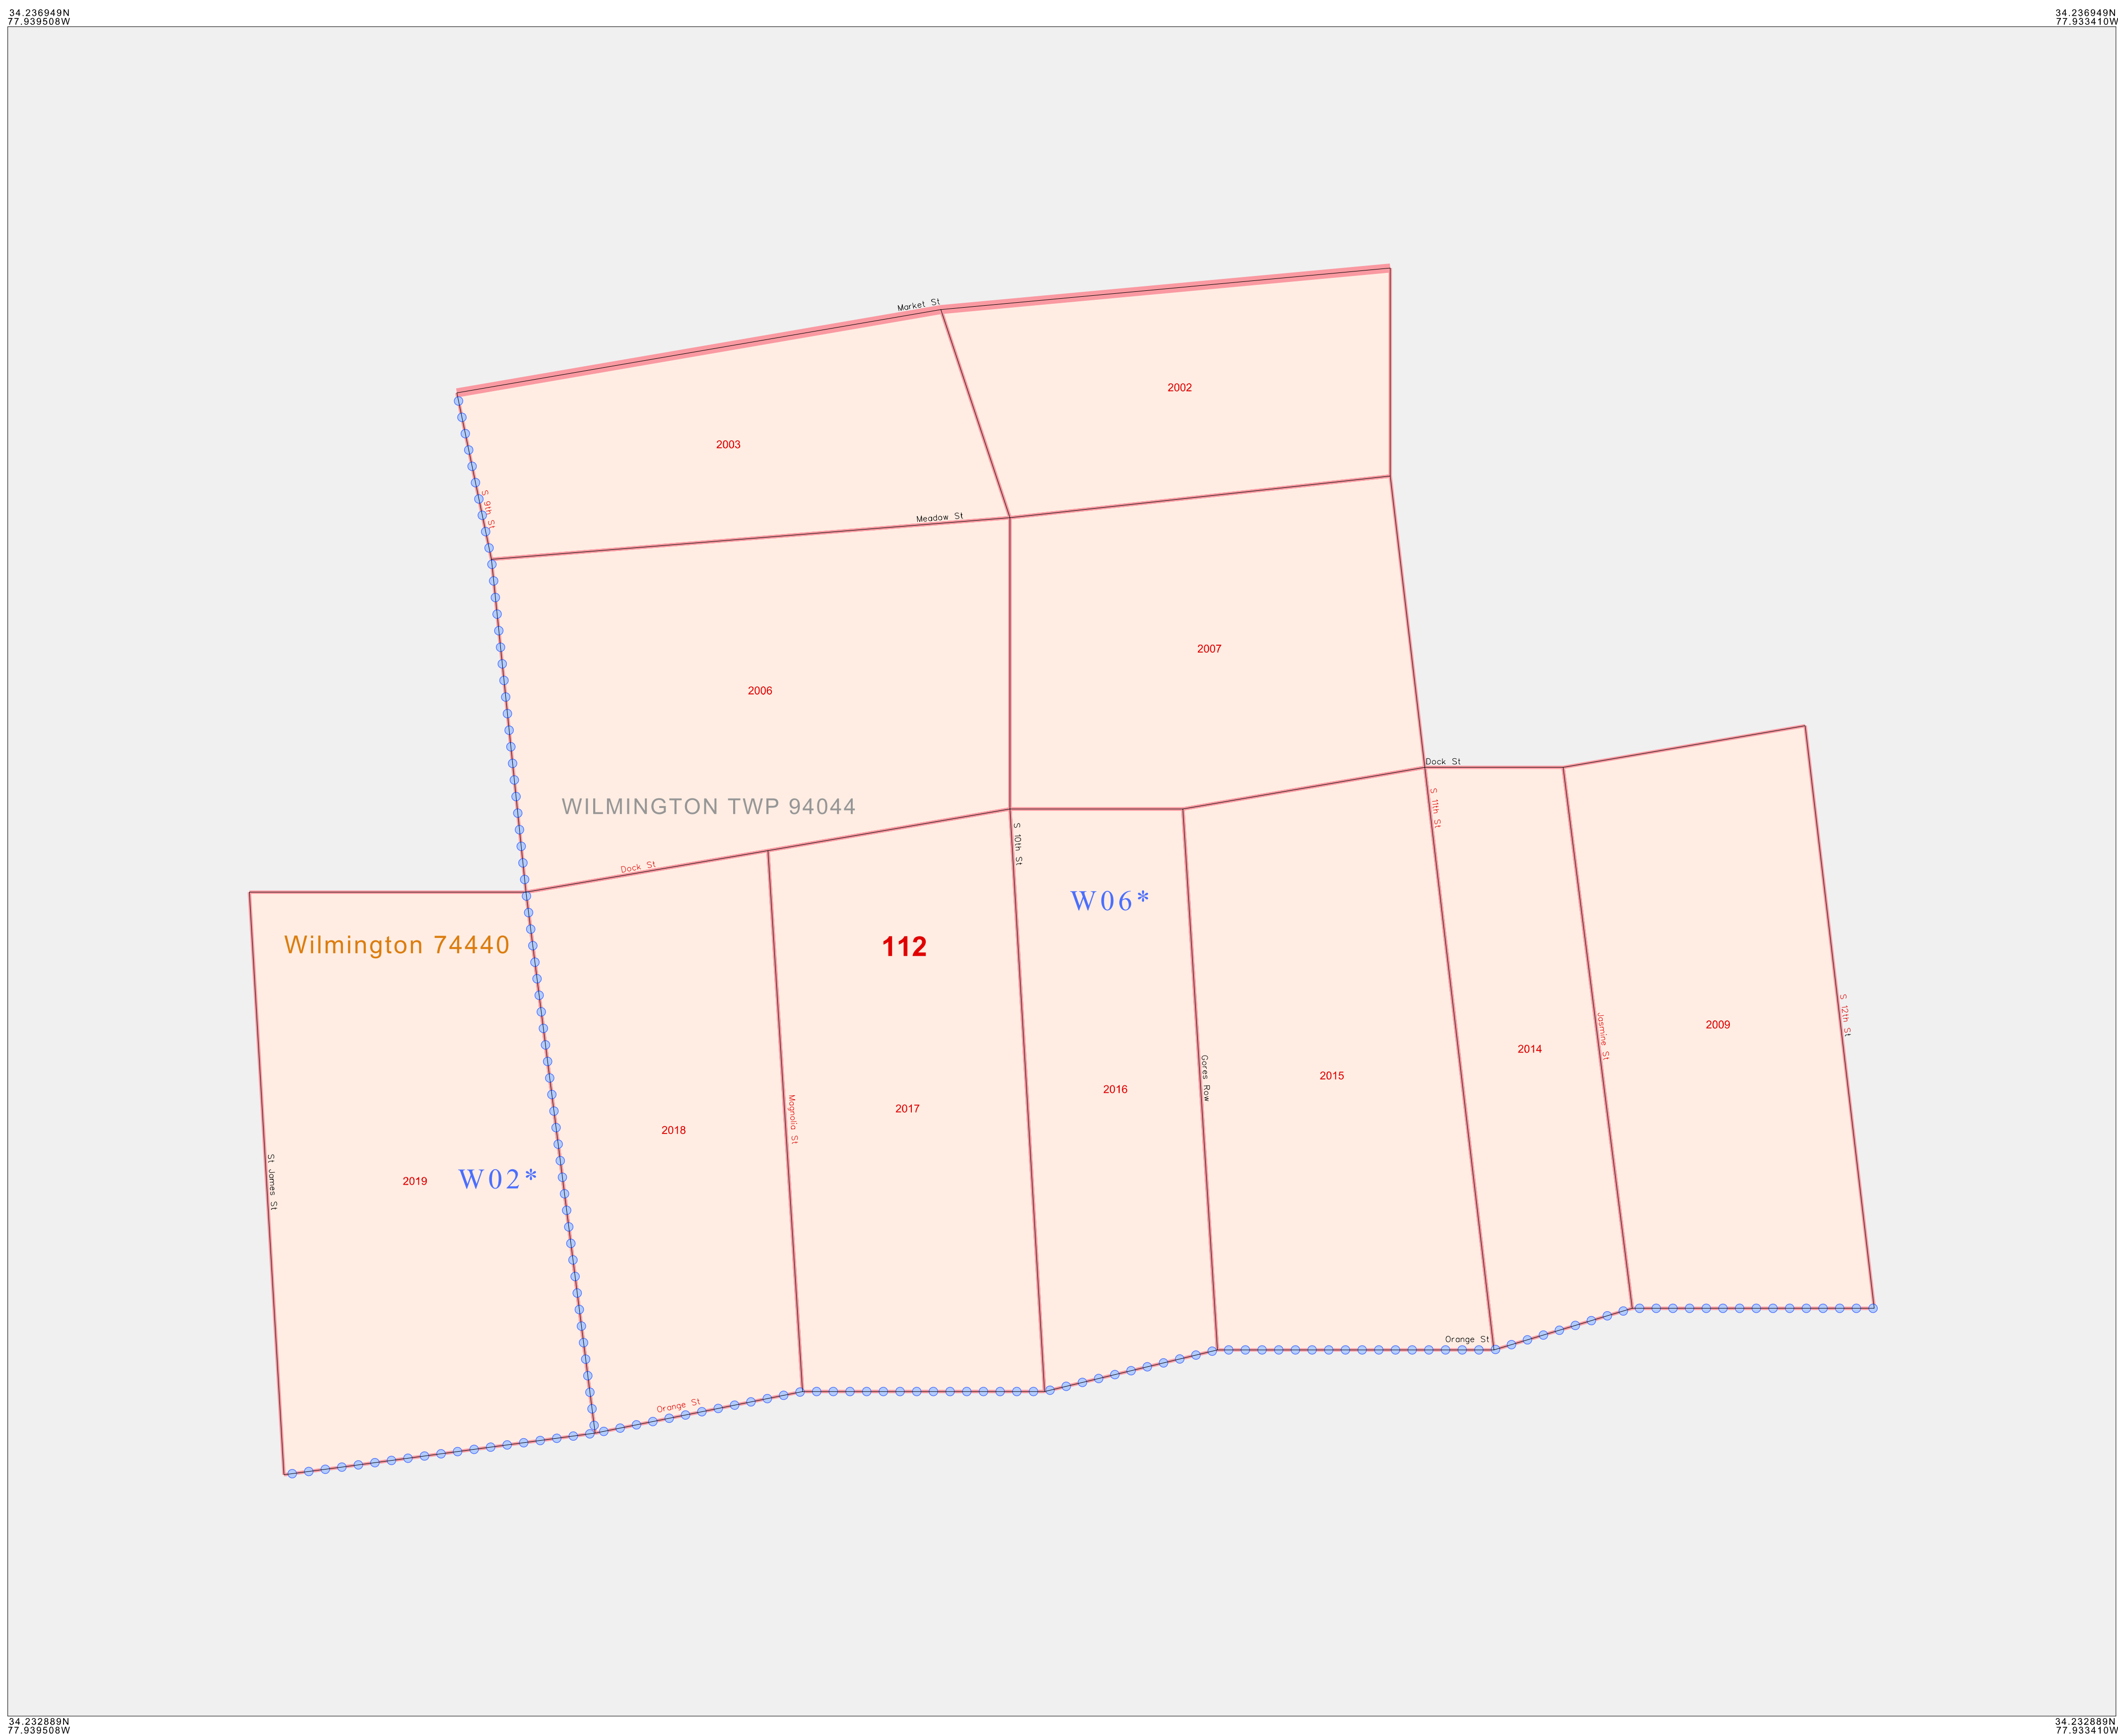 34.236949N
77.939508W
34.236949N
77.933410W
Market St
2002
2003
S 9th St
Meadow St
2007
2006
Dock St
WILMINGTON TWP 94044
S 11th St
S 10th St
Dock St
W06*
Wilmington 74440
112
S 12th St
2009
Jasmine St
2014
2015
Gores Row
2016
2017
Magnolia St
2018
W02*
2019
St James St
Orange St
Orange St
34.232889N
77.939508W
34.232889N
77.933410W